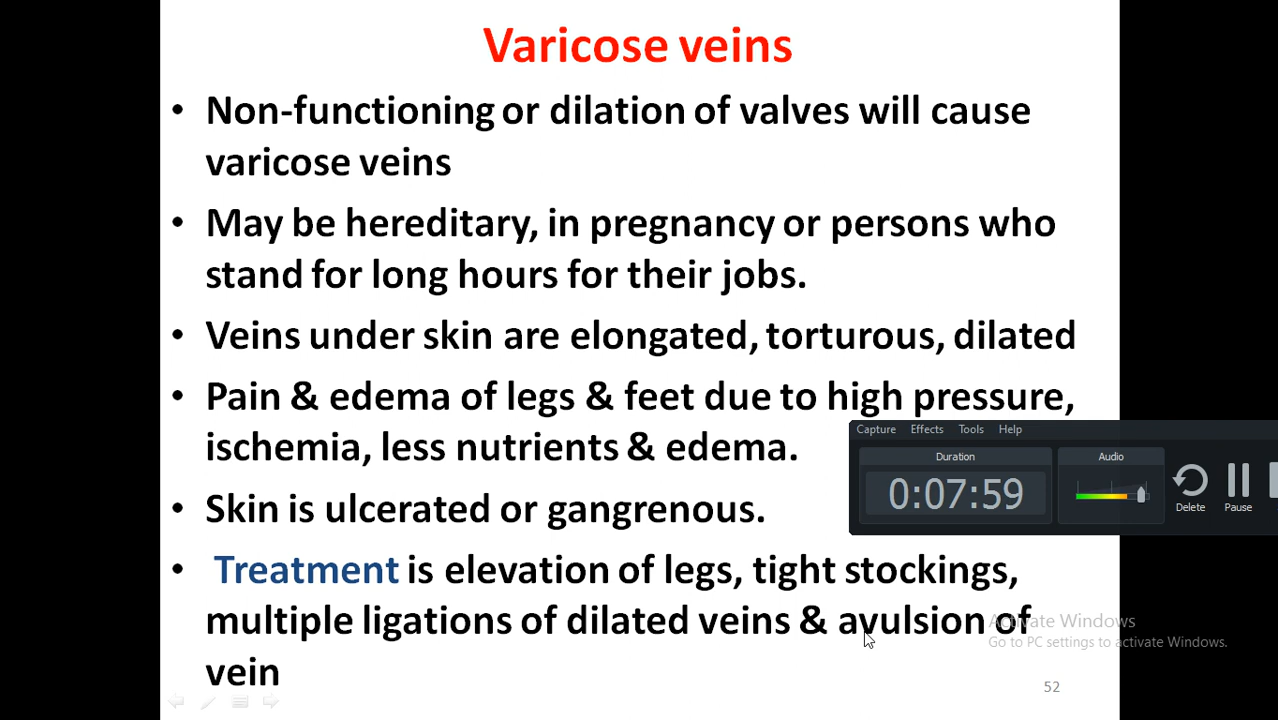 Varicose veins
• Non-functioning or dilation of valves will cause
varicose veins
• May be hereditary, in pregnancy or persons who
stand for long hours for their jobs.
• Veins under skin are elongated, torturous, dilated
• Pain & edema of legs & feet due to high pressure,
ischemia, less nutrients & edema.
• Skin is ulcerated or gangrenous.
• Treatment is elevation of legs, tight stockings,
multiple ligations of dilated veins & avulsion of
vein
Capture Effects Tools Help
Duration Audio
0:07:59
Delete Pause
Activate Windows
Go to PC settings to activate Windows.
52